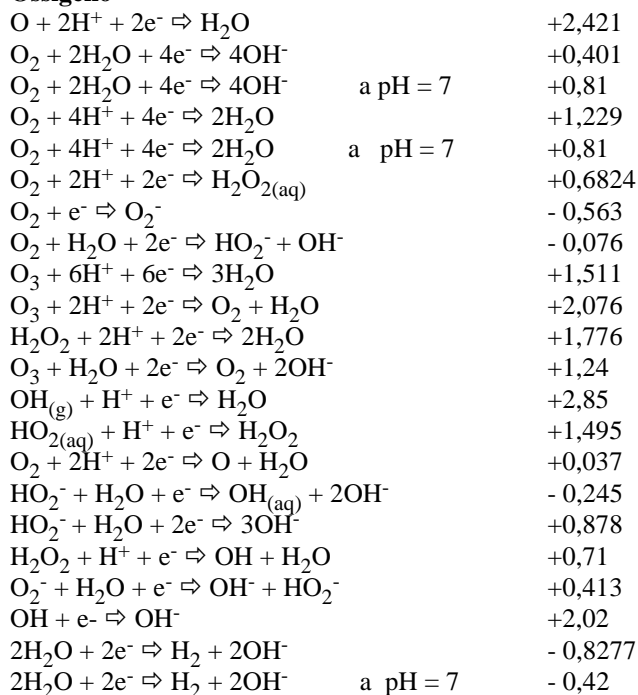 O + 2H⁺ + 2e⁻ ⇨ H₂O +2,421
O₂ + 2H₂O + 4e⁻ ⇨ 4OH⁻ +0,401
O₂ + 2H₂O + 4e⁻ ⇨ 4OH⁻ a pH = 7 +0,81
O₂ + 4H⁺ + 4e⁻ ⇨ 2H₂O +1,229
O₂ + 4H⁺ + 4e⁻ ⇨ 2H₂O a pH = 7 +0,81
O₂ + 2H⁺ + 2e⁻ ⇨ H₂O₂(aq) +0,6824
O₂ + e⁻ ⇨ O₂⁻ - 0,563
O₂ + H₂O + 2e⁻ ⇨ HO₂⁻ + OH⁻ - 0,076
O₃ + 6H⁺ + 6e⁻ ⇨ 3H₂O +1,511
O₃ + 2H⁺ + 2e⁻ ⇨ O₂ + H₂O +2,076
H₂O₂ + 2H⁺ + 2e⁻ ⇨ 2H₂O +1,776
O₃ + H₂O + 2e⁻ ⇨ O₂ + 2OH⁻ +1,24
OH(g) + H⁺ + e⁻ ⇨ H₂O +2,85
HO₂(aq) + H⁺ + e⁻ ⇨ H₂O₂ +1,495
O₂ + 2H⁺ + 2e⁻ ⇨ O + H₂O +0,037
HO₂⁻ + H₂O + e⁻ ⇨ OH(aq) + 2OH⁻ - 0,245
HO₂⁻ + H₂O + 2e⁻ ⇨ 3OH⁻ +0,878
H₂O₂ + H⁺ + e⁻ ⇨ OH + H₂O +0,71
O₂⁻ + H₂O + e⁻ ⇨ OH⁻ + HO₂⁻ +0,413
OH + e- ⇨ OH⁻ +2,02
2H₂O + 2e⁻ ⇨ H₂ + 2OH⁻ - 0,8277
2H₂O + 2e⁻ ⇨ H₂ + 2OH⁻ a pH = 7 - 0,42